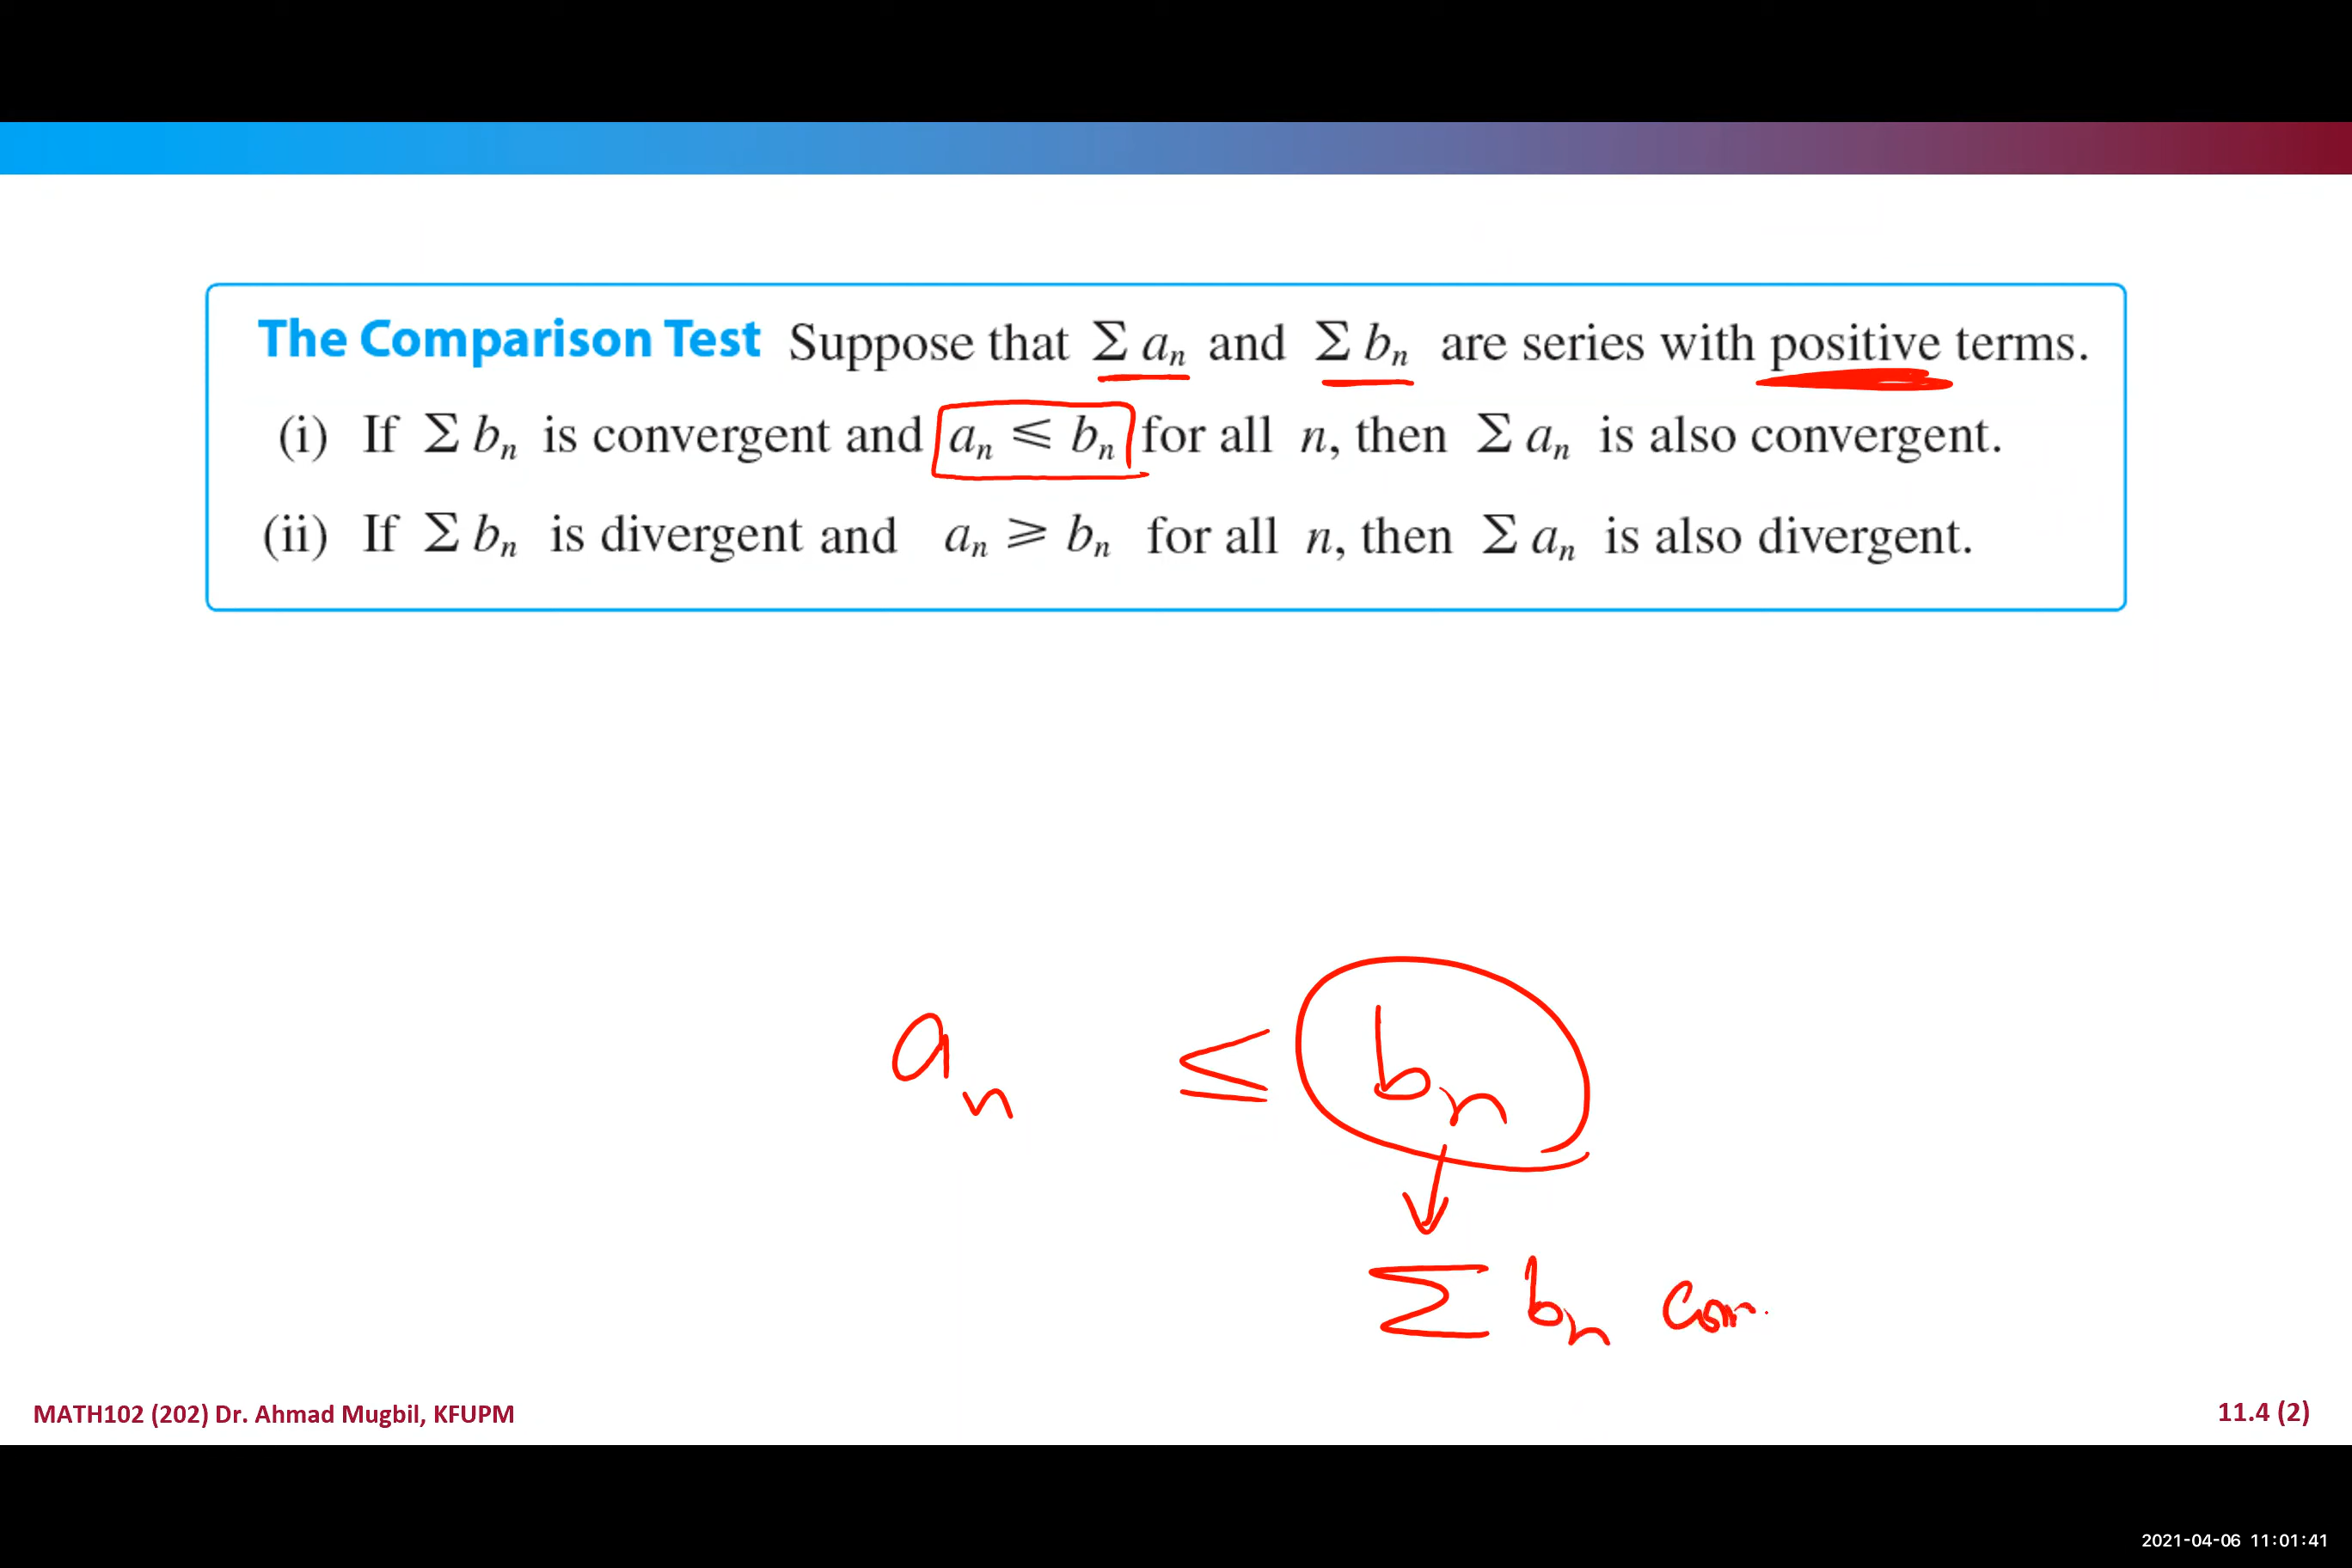 The Comparison Test Suppose that Σ aₙ and Σ bₙ are series with positive terms.
(i) If Σ bₙ is convergent and aₙ ⩽ bₙ for all n, then Σ aₙ is also convergent.
(ii) If Σ bₙ is divergent and aₙ ⩾ bₙ for all n, then Σ aₙ is also divergent.
aₙ ≤ bₙ
↓
Σ bₙ
MATH102 (202) Dr. Ahmad Mugbil, KFUPM
11.4 (2)
2021-04-06 11:01:41